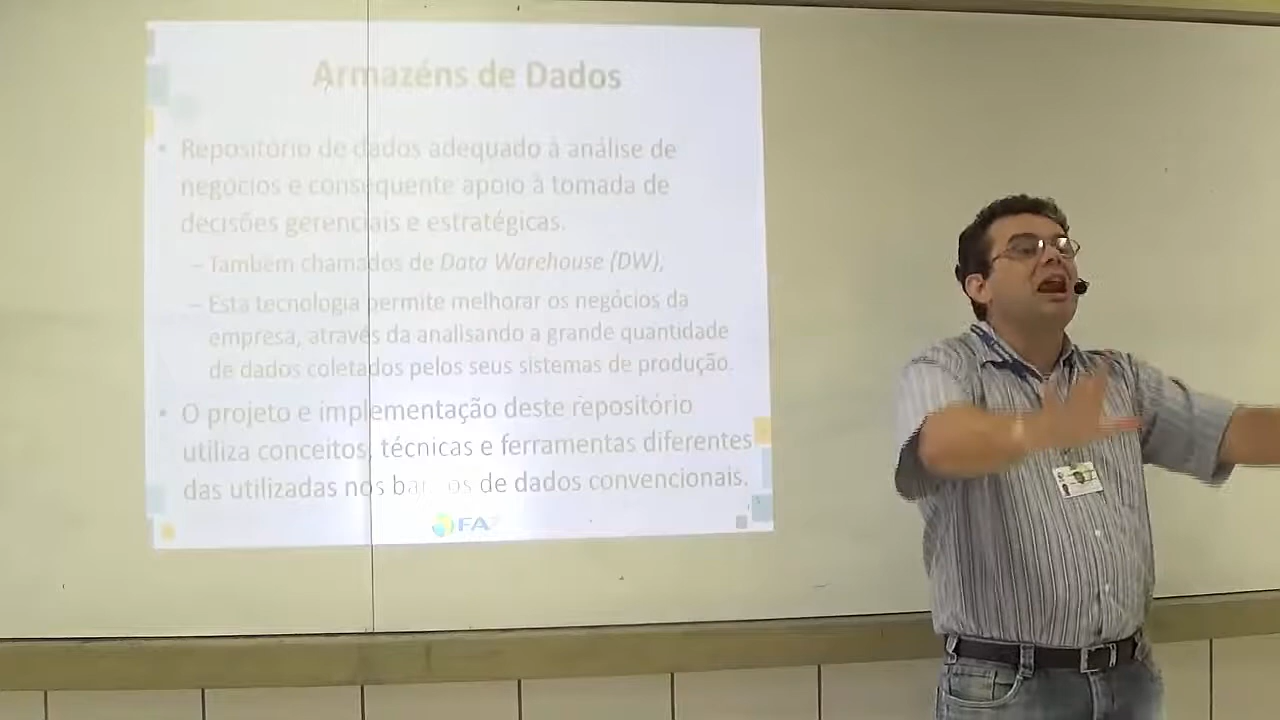 Armazéns de Dados
• Repositório de dados adequado à análise de
negócios e consequente apoio à tomada de
decisões gerenciais e estratégicas.
– Também chamados de Data Warehouse (DW),
– Esta tecnologia permite melhorar os negócios da
empresa, através da analisando a grande quantidade
de dados coletados pelos seus sistemas de produção.
• O projeto e implementação deste repositório
utiliza conceitos, técnicas e ferramentas diferentes
das utilizadas nos de dados convencionais.